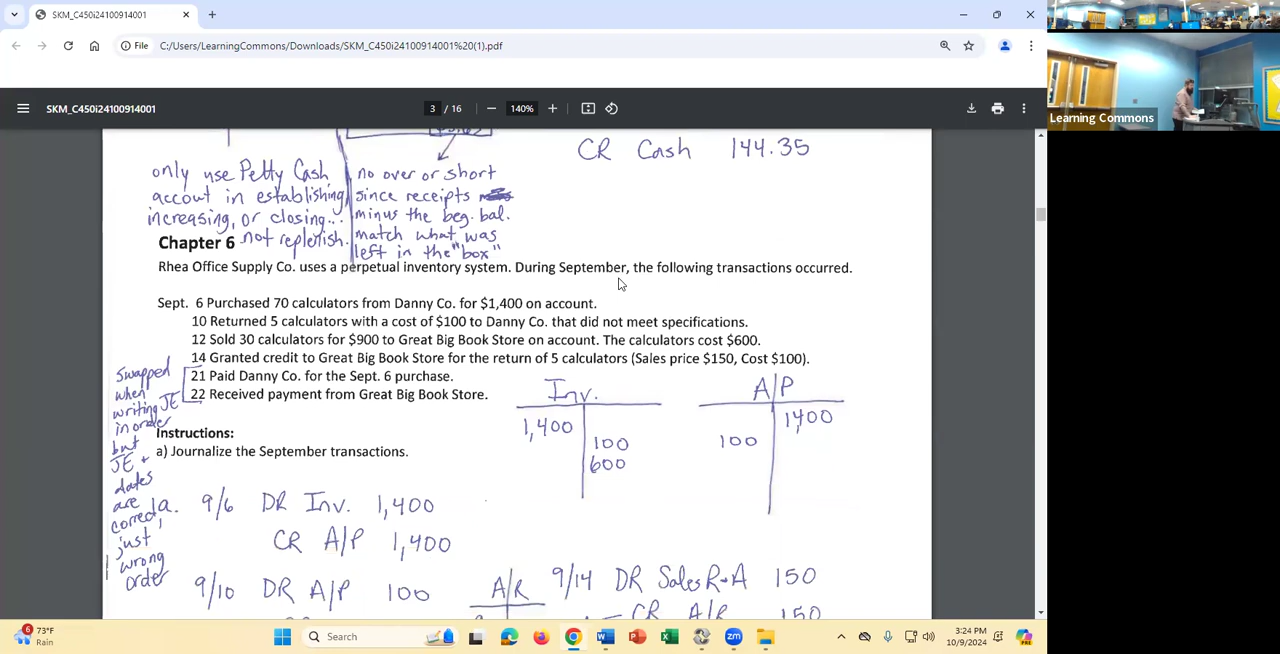 SKM_C450i24100914001
File C:/Users/LearningCommons/Downloads/SKM_C450i24100914001%20(1).pdf
SKM_C450i24100914001
3 / 16
140%
CR Cash 144.35
only use Petty Cash
account in establishing,
increasing, or closing...
not replenish.
no over or short
since receipts
minus the beg. bal.
match what was
left in the "box"
Chapter 6
Rhea Office Supply Co. uses a perpetual inventory system. During September, the following transactions occurred.
Sept. 6 Purchased 70 calculators from Danny Co. for $1,400 on account.
10 Returned 5 calculators with a cost of $100 to Danny Co. that did not meet specifications.
12 Sold 30 calculators for $900 to Great Big Book Store on account. The calculators cost $600.
14 Granted credit to Great Big Book Store for the return of 5 calculators (Sales price $150, Cost $100).
21 Paid Danny Co. for the Sept. 6 purchase.
22 Received payment from Great Big Book Store.
Swapped
when
writing JE
in order
but
JE +
dates
are
correct,
just
wrong
order
Instructions:
a) Journalize the September transactions.
Inv.
1,400
100
600
A/P
1,400
100
1a. 9/6 DR Inv. 1,400
CR A/P 1,400
9/10 DR A/P 100
A/R
9/14 DR Sales R+A 150
CR A/R 150
Learning Commons
6
73°F
Rain
Search
3:24 PM
10/9/2024